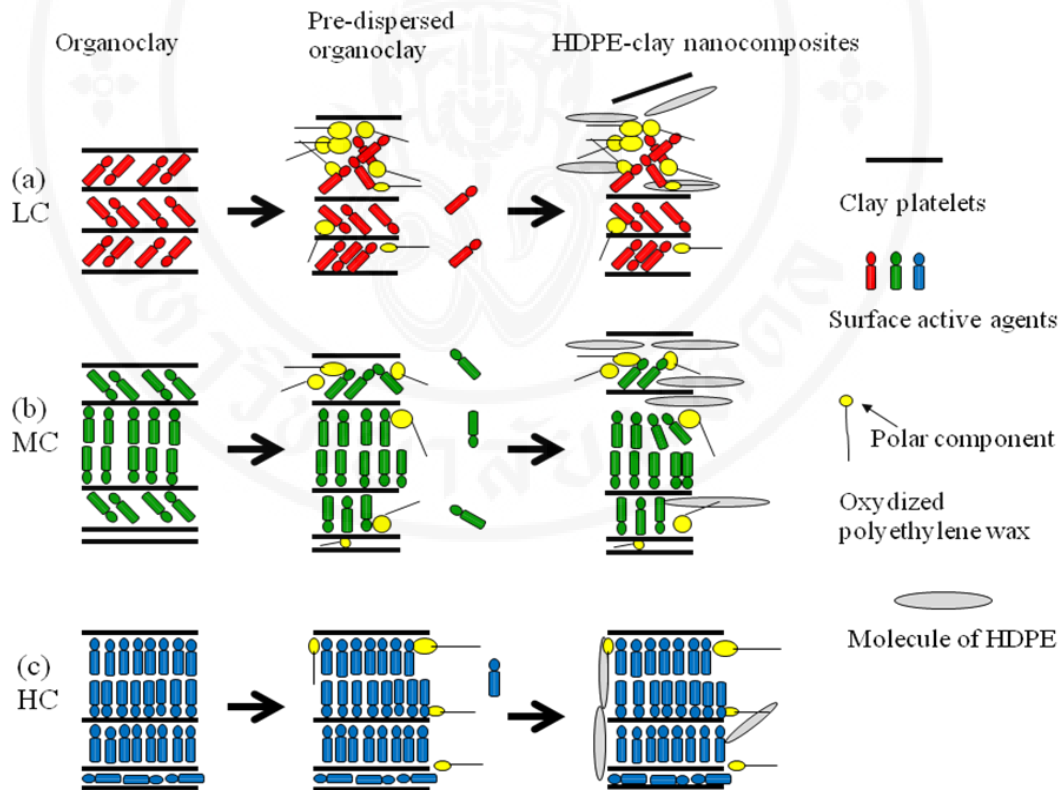 Organoclay
Pre-dispersed
organoclay
HDPE-clay nanocomposites
(a)
LC
Clay platelets
Surface active agents
(b)
MC
Polar component
Oxydized
polyethylene wax
(c)
HC
Molecule of HDPE